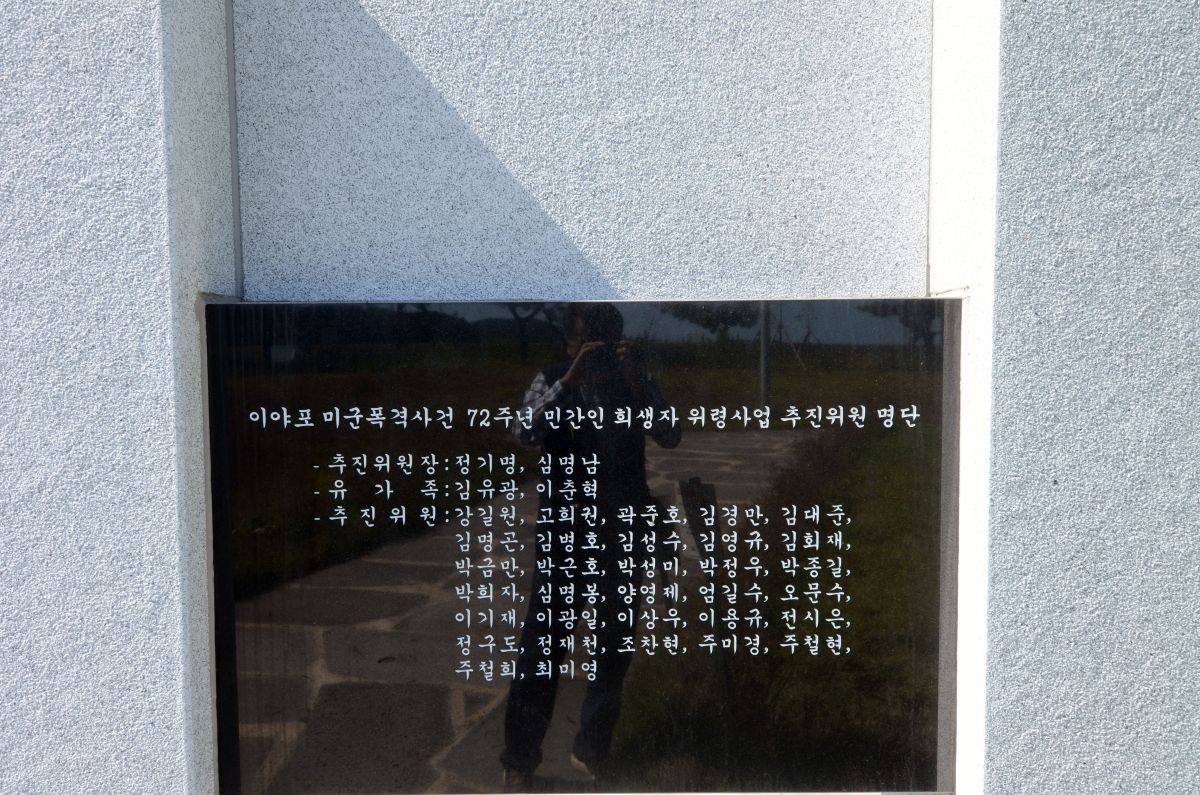 이야포 미군폭격사건 72주년 민간인 희생자 위령사업 추진위원 명단
- 추진위원장:정기명, 심명남
- 유 가 족:김유광, 이춘혁
- 추 진 위 원:강길원, 고희권, 곽준호, 김경만, 김대준,
김명곤, 김병호, 김성수, 김영규, 김회재,
박금만, 박근호, 박성미, 박정우, 박종길,
박희자, 심명봉, 양영제, 엄길수, 오문수,
이기재, 이광일, 이상우, 이용규, 전시은,
정구도, 정재천, 조찬현, 주미경, 주철현,
주철희, 최미영